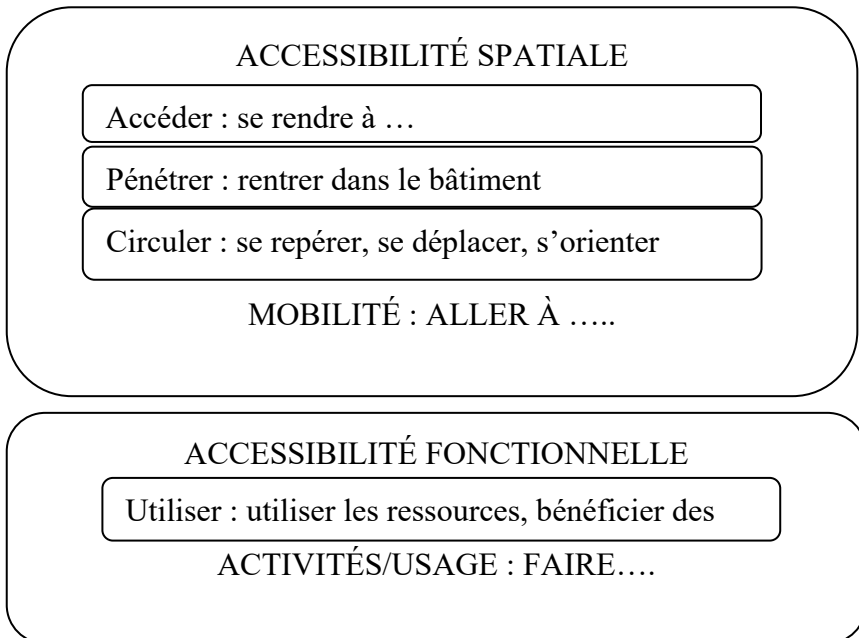 ACCESSIBILITÉ SPATIALE
Accéder : se rendre à …
Pénétrer : rentrer dans le bâtiment
Circuler : se repérer, se déplacer, s’orienter
MOBILITÉ : ALLER À …..
ACCESSIBILITÉ FONCTIONNELLE
Utiliser : utiliser les ressources, bénéficier des
ACTIVITÉS/USAGE : FAIRE….